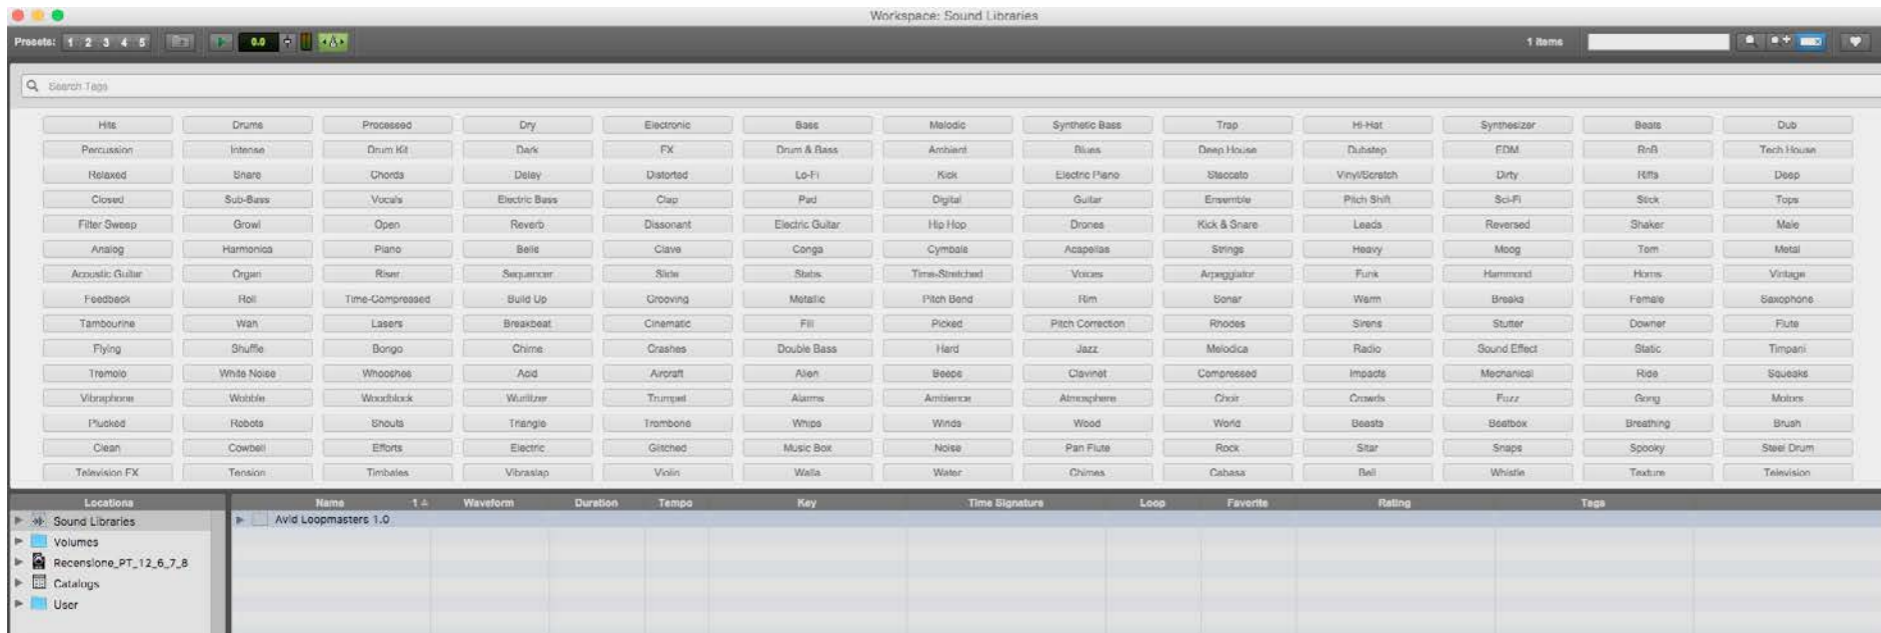 Workspace: Sound Libraries
Presets: 1 2 3 4 5 0.0 1 items
Search Tags
Hits Drums Processed Dry Electronic Bass Melodic Synthetic Bass Trap Hi-Hat Synthesizer Beats Dub
Percussion Intense Drum Kit Dark FX Drum & Bass Ambient Blues Deep House Dubstep EDM RnB Tech House
Relaxed Snare Chords Delay Distorted Lo-Fi Kick Electric Piano Staccato Vinyl/Scratch Dirty Riffs Deep
Closed Sub-Bass Vocals Electric Bass Clap Pad Digital Guitar Ensemble Pitch Shift Sci-Fi Stick Tops
Filter Sweep Growl Open Reverb Dissonant Electric Guitar Hip Hop Drones Kick & Snare Leads Reversed Shaker Male
Analog Harmonica Piano Bells Clave Conga Cymbals Acapellas Strings Heavy Moog Tom Metal
Acoustic Guitar Organ Riser Sequencer Slide Stabs Time-Stretched Voices Arpeggiator Funk Hammond Horns Vintage
Feedback Roll Time-Compressed Build Up Grooving Metallic Pitch Bend Rim Sonar Warm Breaks Female Saxophone
Tambourine Wah Lasers Breakbeat Cinematic Fill Picked Pitch Correction Rhodes Sirens Stutter Downer Flute
Flying Shuffle Bongo Chime Crashes Double Bass Hard Jazz Melodica Radio Sound Effect Static Timpani
Tremolo White Noise Whooshes Acid Aircraft Alien Beeps Clavinet Compressed Impacts Mechanical Ride Squeaks
Vibraphone Wobble Woodblock Wurlitzer Trumpet Alarms Ambience Atmosphere Choir Crowds Fuzz Gong Motors
Plucked Robots Shouts Triangle Trombone Whips Winds Wood World Beasts Beatbox Breathing Brush
Clean Cowbell Efforts Electric Glitched Music Box Noise Pan Flute Rock Sitar Snaps Spooky Steel Drum
Television FX Tension Timbales Vibraslap Violin Walla Water Chimes Cabasa Bell Whistle Texture Television
Locations Name 1 Waveform Duration Tempo Key Time Signature Loop Favorite Rating Tags
Sound Libraries Avid Loopmasters 1.0
Volumes
Recensione_PT_12_6_7_8
Catalogs
User